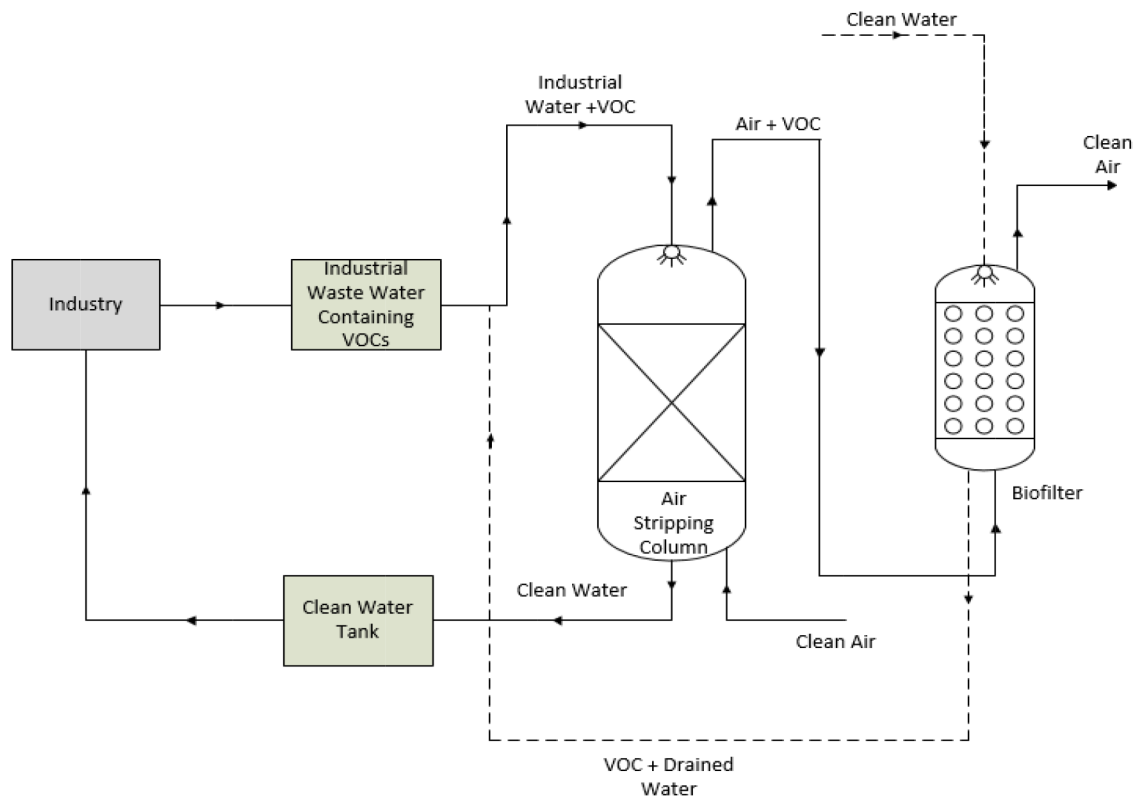 Clean Water
Industrial
Water +VOC
Air + VOC
Clean
Air
Industry
Industrial
Waste Water
Containing
VOCs
Air
Stripping
Column
Biofilter
Clean Water
Tank
Clean Water
Clean Air
VOC + Drained
Water